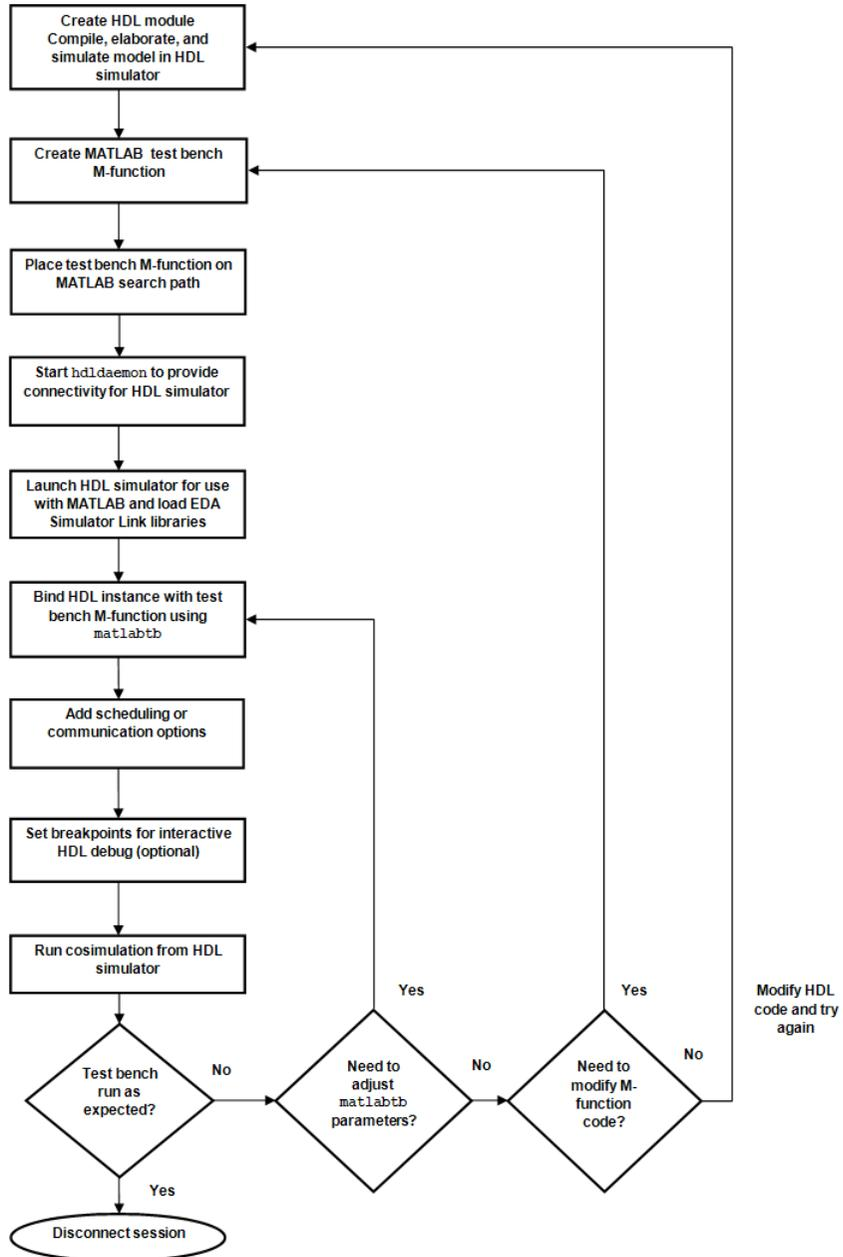 Create HDL module
Compile, elaborate, and
simulate model in HDL
simulator
Create MATLAB test bench
M-function
Place test bench M-function on
MATLAB search path
Start hdldaemon to provide
connectivity for HDL simulator
Launch HDL simulator for use
with MATLAB and load EDA
Simulator Link libraries
Bind HDL instance with test
bench M-function using
matlabtb
Add scheduling or
communication options
Set breakpoints for interactive
HDL debug (optional)
Run cosimulation from HDL
simulator
Test bench
run as
expected?
No
Yes
Disconnect session
Need to
adjust
matlabtb
parameters?
Yes
No
Need to
modify M-
function
code?
Yes
No
Modify HDL
code and try
again